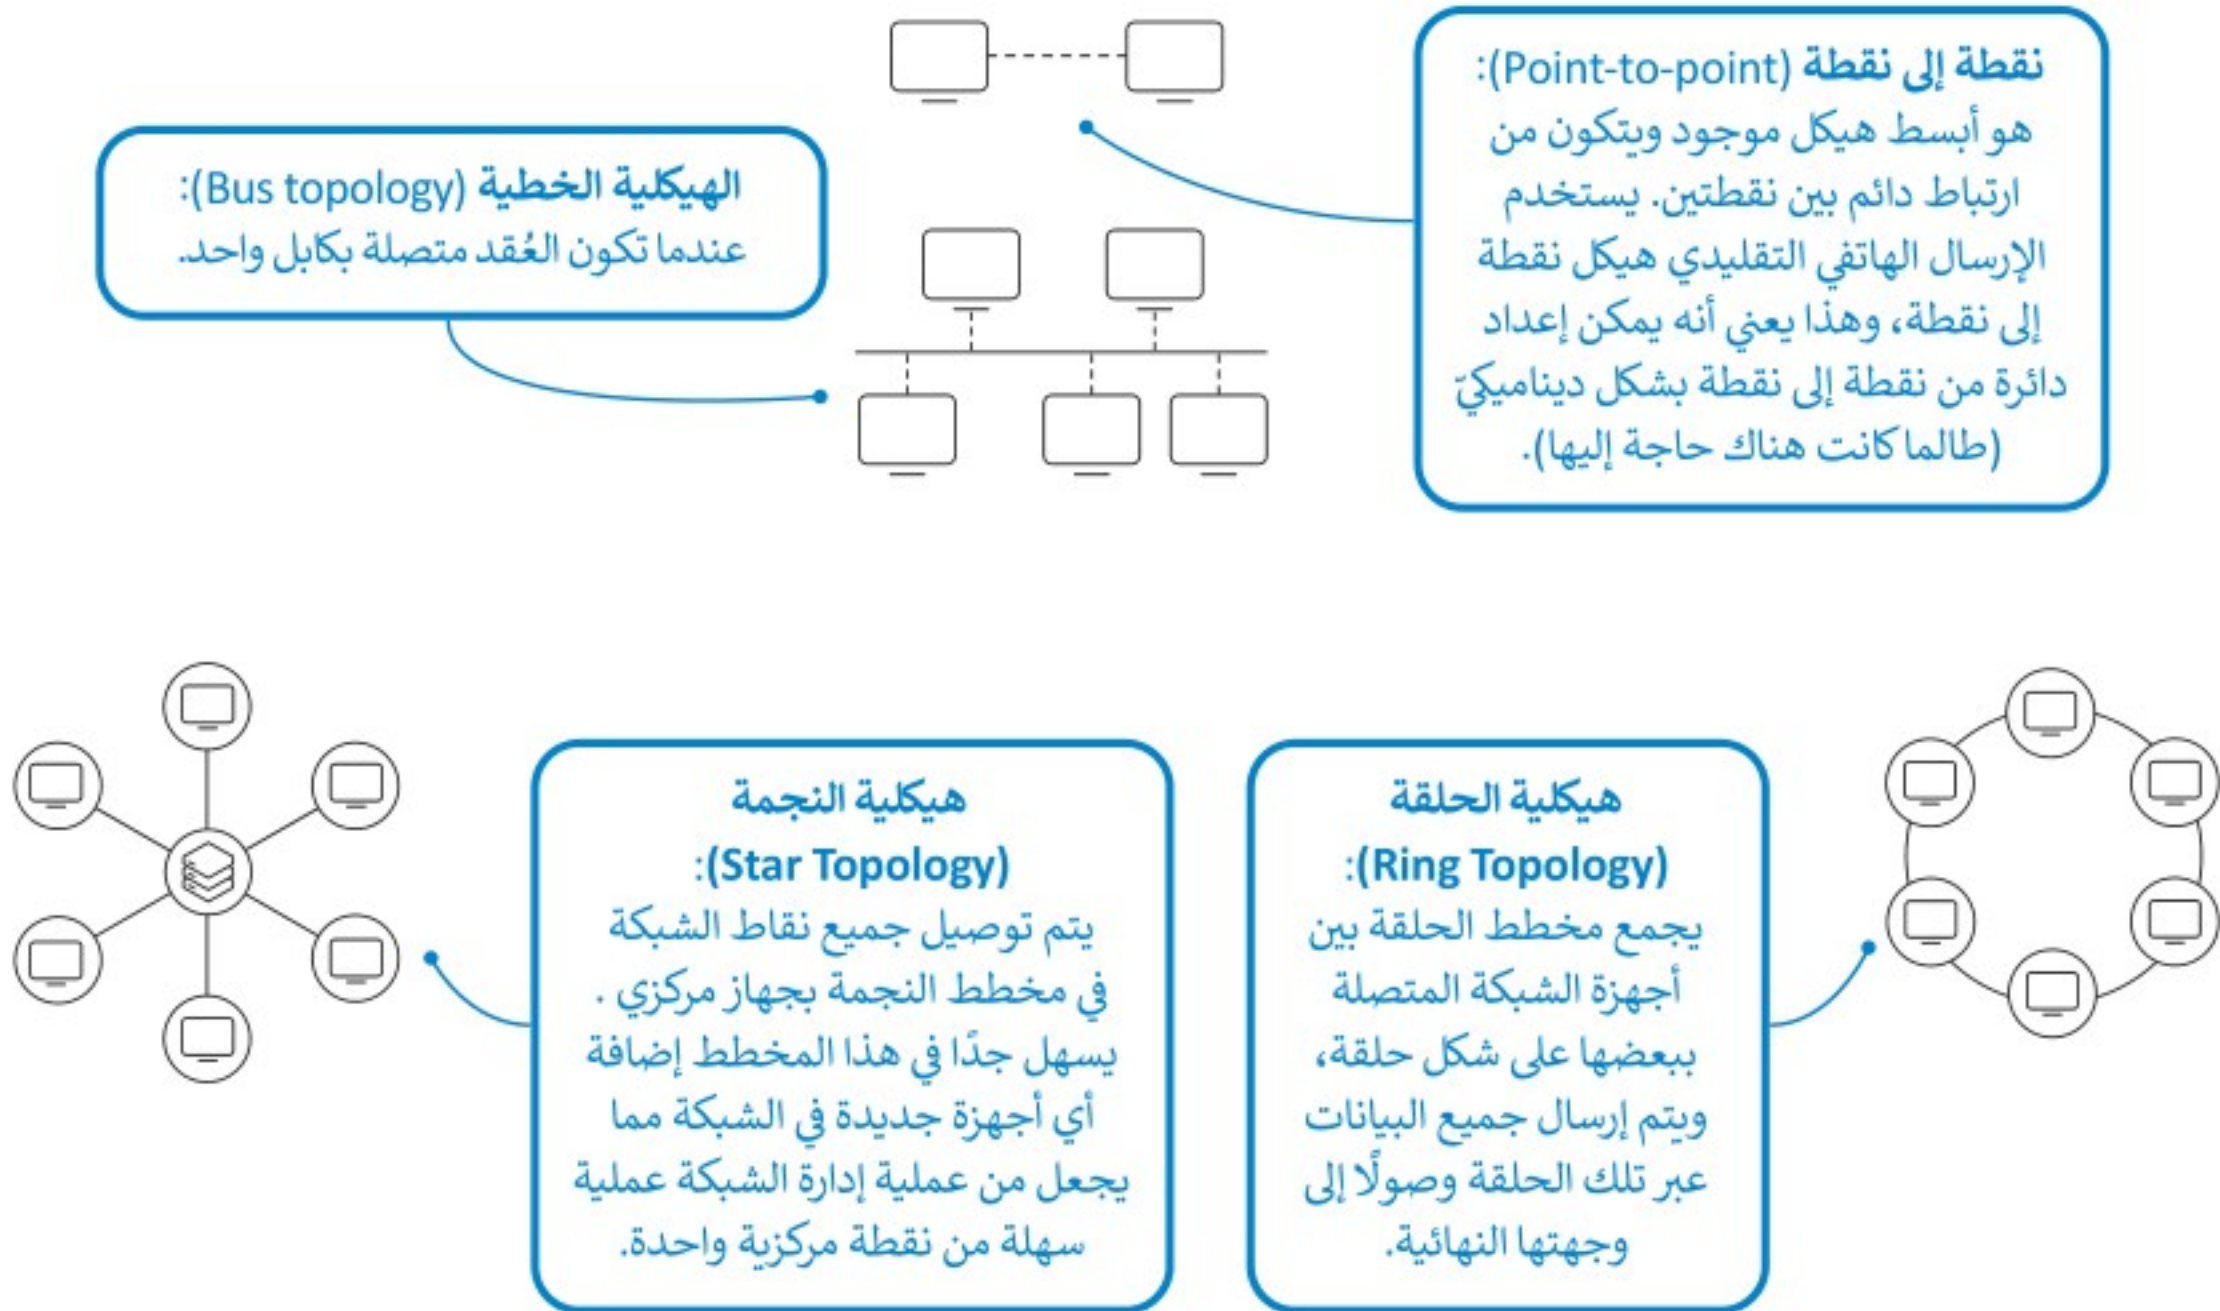 نقطة إلى نقطة (Point-to-point):
هو أبسط هيكل موجود ويتكون من
ارتباط دائم بين نقطتين. يستخدم
الإرسال الهاتفي التقليدي هيكل نقطة
إلى نقطة، وهذا يعني أنه يمكن إعداد
دائرة من نقطة إلى نقطة بشكل ديناميكيّ
(طالما كانت هناك حاجة إليها).
الهيكلية الخطية (Bus topology):
عندما تكون العُقد متصلة بكابل واحد.
هيكلية الحلقة
(Ring Topology):
يجمع مخطط الحلقة بين
أجهزة الشبكة المتصلة
ببعضها على شكل حلقة،
ويتم إرسال جميع البيانات
عبر تلك الحلقة وصولًا إلى
وجهتها النهائية.
هيكلية النجمة
(Star Topology):
يتم توصيل جميع نقاط الشبكة
في مخطط النجمة بجهاز مركزي .
يسهل جدًا في هذا المخطط إضافة
أي أجهزة جديدة في الشبكة مما
يجعل من عملية إدارة الشبكة عملية
سهلة من نقطة مركزية واحدة.